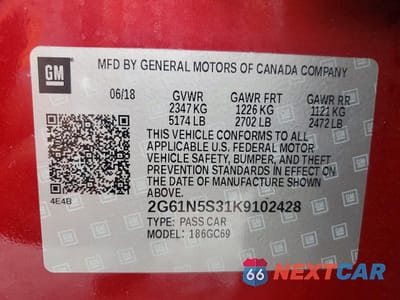 GM
MFD BY GENERAL MOTORS OF CANADA COMPANY
06/18 GVWR GAWR FRT GAWR RR
2347 KG 1226 KG 1121 KG
5174 LB 2702 LB 2472 LB
THIS VEHICLE CONFORMS TO ALL
APPLICABLE U.S. FEDERAL MOTOR
VEHICLE SAFETY, BUMPER, AND THEFT
PREVENTION STANDARDS IN EFFECT ON
THE DATE OF MANUFACTURE SHOWN
ABOVE.
4E4B
2G61N5S31K9102428
TYPE: PASS CAR
MODEL: 186GC69
66 NEXTCAR